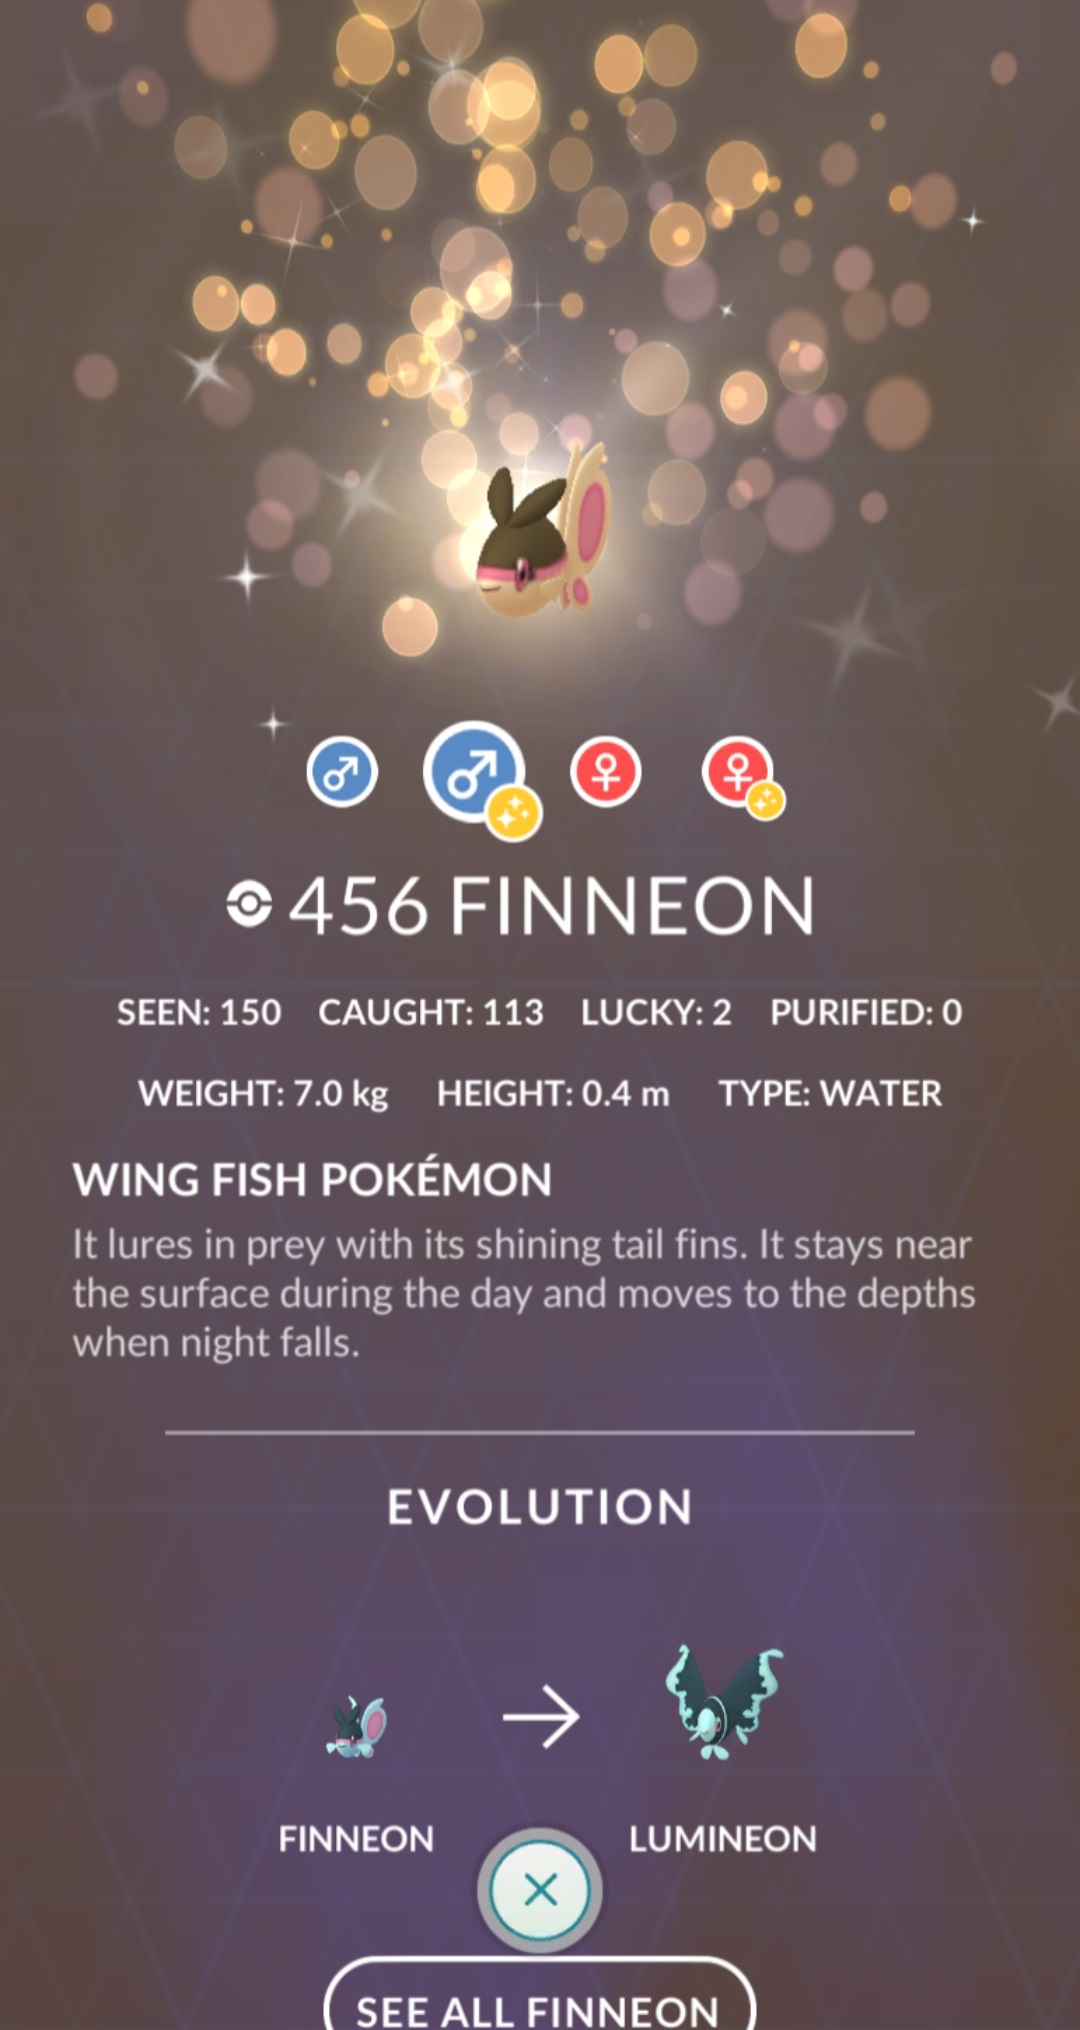 456 FINNEON
SEEN: 150 CAUGHT: 113 LUCKY: 2 PURIFIED: 0
WEIGHT: 7.0 kg HEIGHT: 0.4 m TYPE: WATER
WING FISH POKÉMON
It lures in prey with its shining tail fins. It stays near
the surface during the day and moves to the depths
when night falls.
EVOLUTION
FINNEON LUMINEON
SEE ALL FINNEON